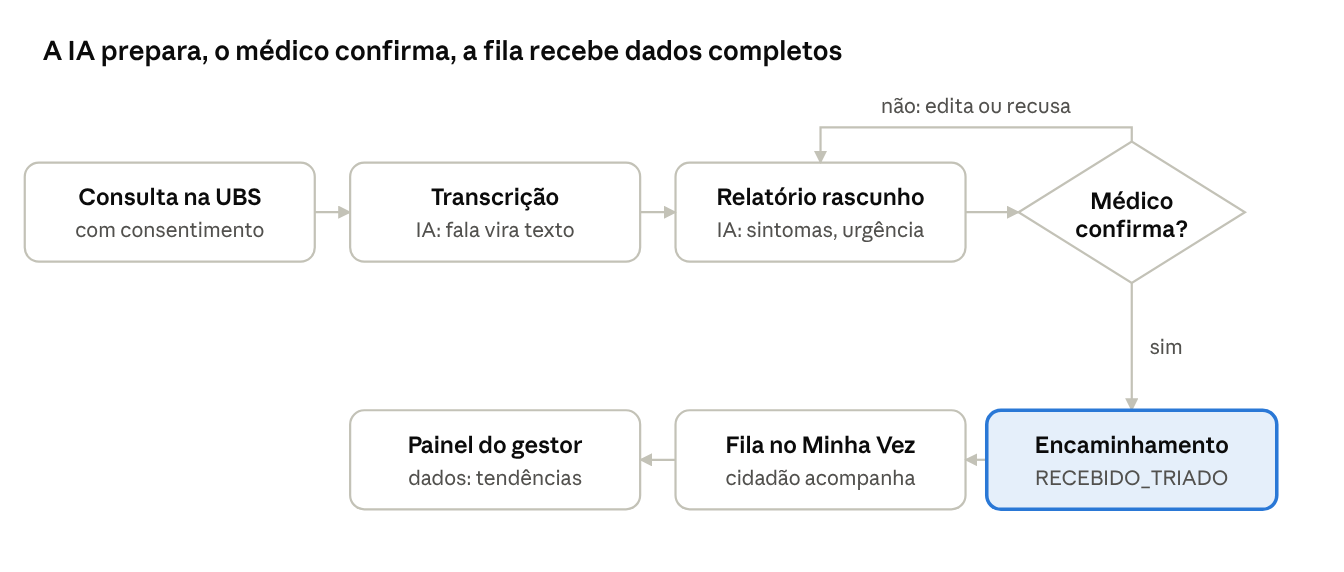 A IA prepara, o médico confirma, a fila recebe dados completos
não: edita ou recusa
Consulta na UBS
com consentimento
Transcrição
IA: fala vira texto
Relatório rascunho
IA: sintomas, urgência
Médico
confirma?
sim
Painel do gestor
dados: tendências
Fila no Minha Vez
cidadão acompanha
Encaminhamento
RECEBIDO_TRIADO